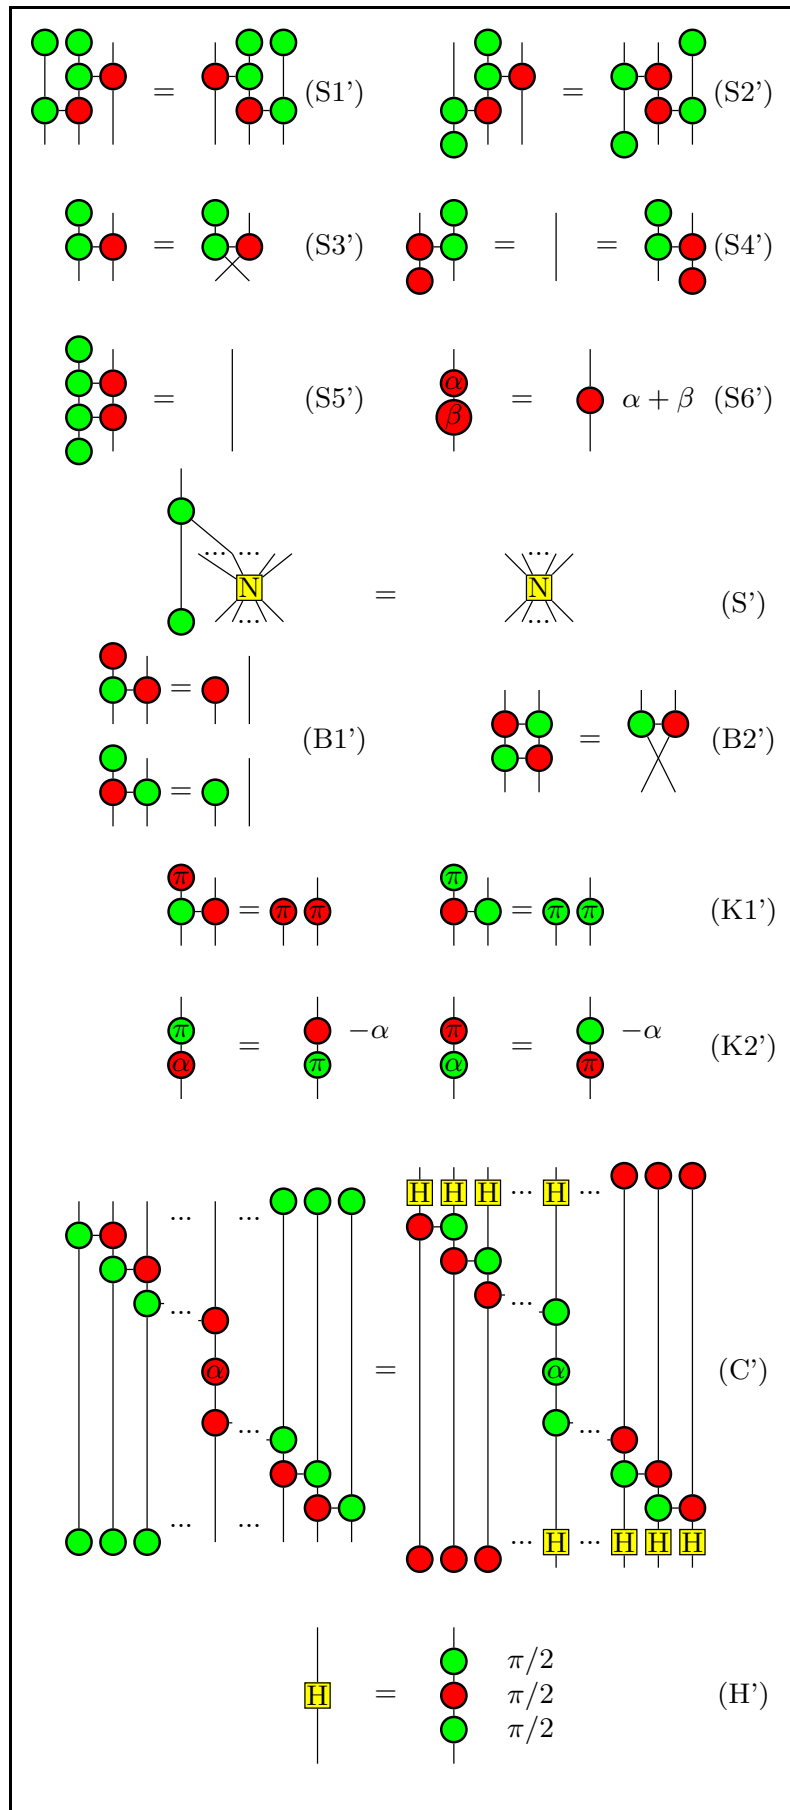 = (S1') = (S2')
= (S3') = = (S4')
= (S5') α β = α + β (S6')
... ... N = ... N ... (S')
...
=
(B1') = (B2')
=
π = π π π = π π (K1')
π α = −α π π α = −α π (K2')
H H H ... H ...
... ...
... ...
α = α (C')
... ...
... ... ... H ... H H H
π/2
H = π/2 (H')
π/2